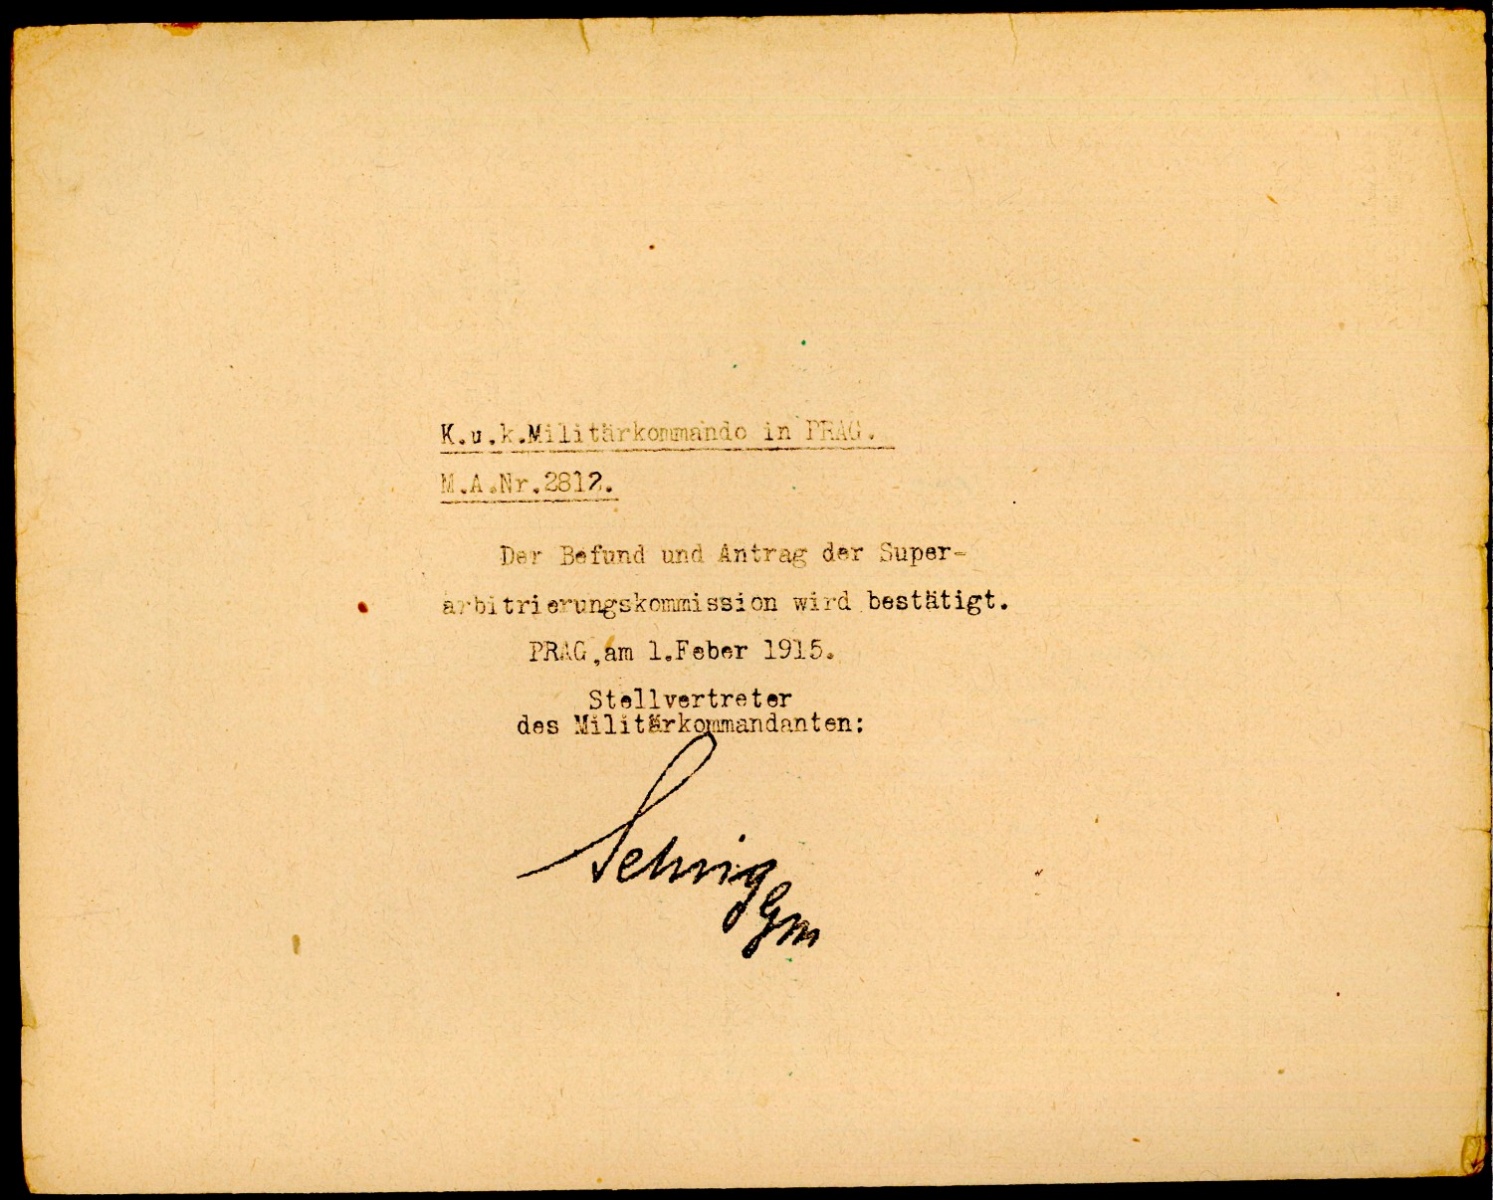 K.u.k.Militärkommando in PRAG.
M.A.Nr.2812.
Der Befund und Antrag der Super-
arbitrierungskommission wird bestätigt.
PRAG,am 1.Feber 1915.
Stellvertreter
des Militärkommandanten: